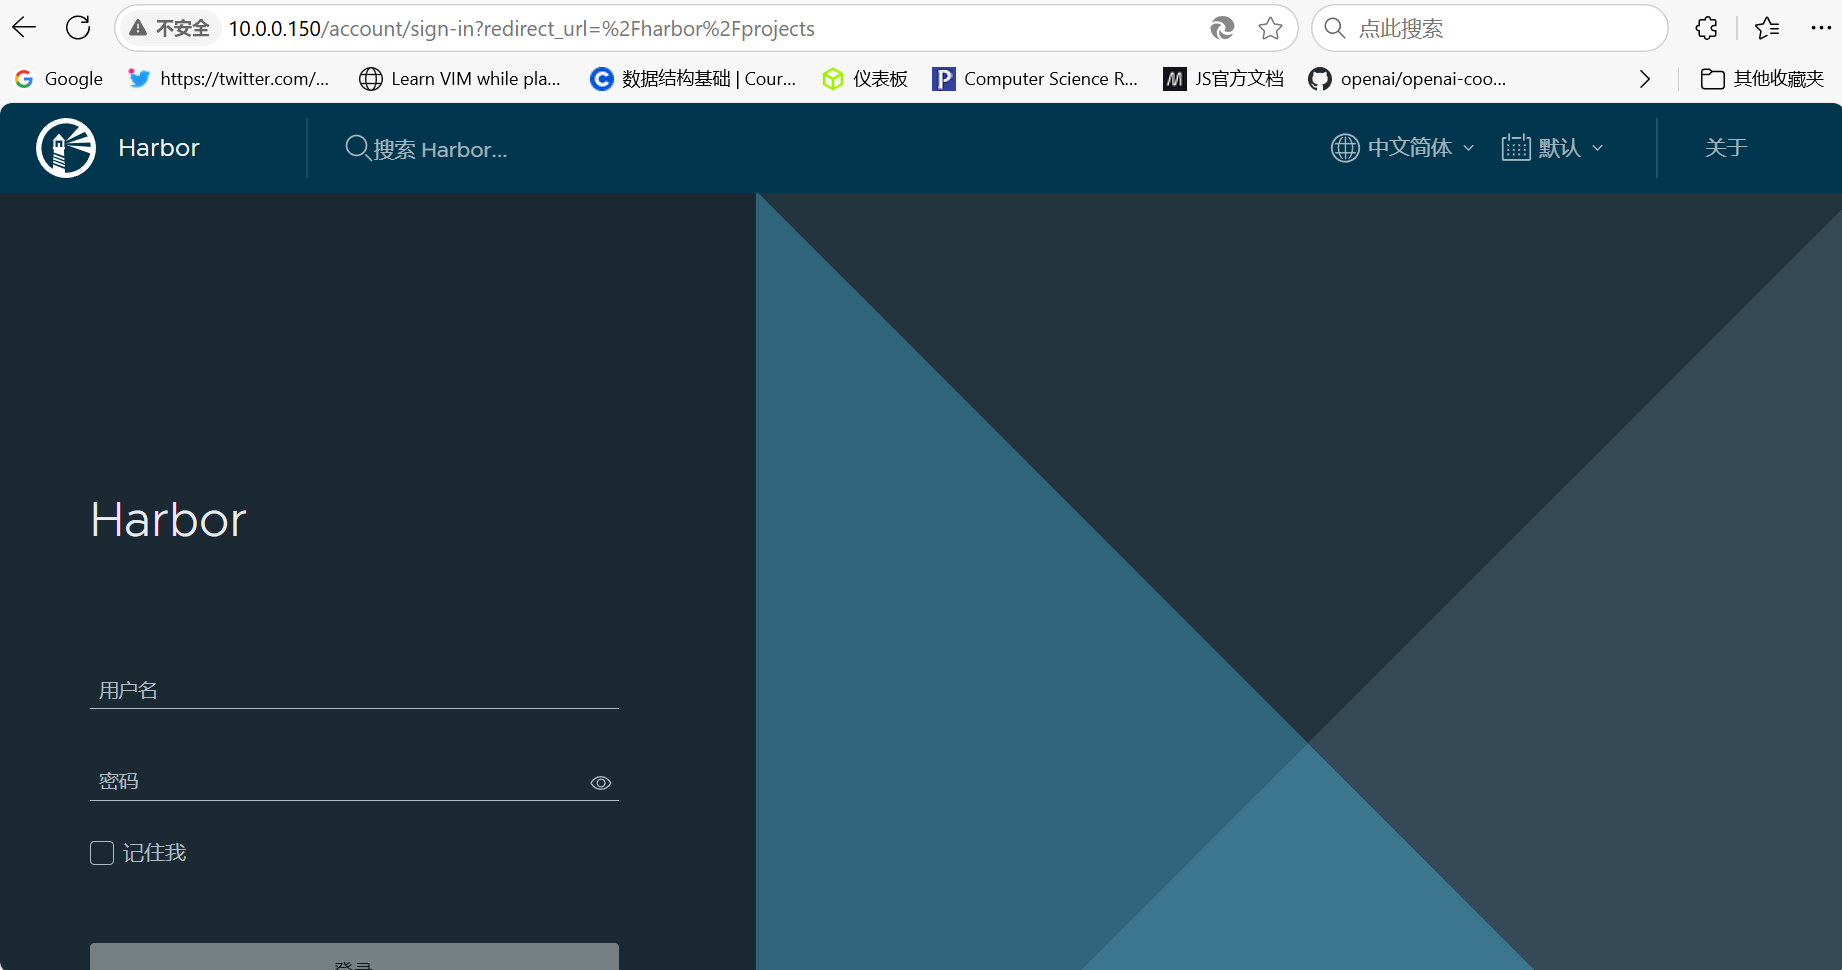 不安全 10.0.0.150/account/sign-in?redirect_url=%2Fharbor%2Fprojects 点此搜索
Google https://twitter.com/... Learn VIM while pla... 数据结构基础 | Cour... 仪表板 Computer Science R... JS官方文档 openai/openai-coo... 其他收藏夹
Harbor 搜索 Harbor... 中文简体 默认 关于
Harbor
用户名
密码
记住我
登录